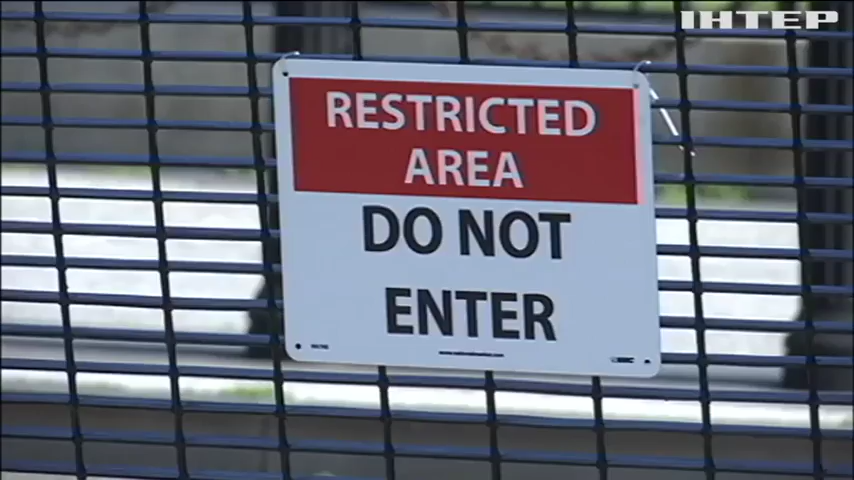 ІНТЕР
RESTRICTED
AREA
DO NOT
ENTER